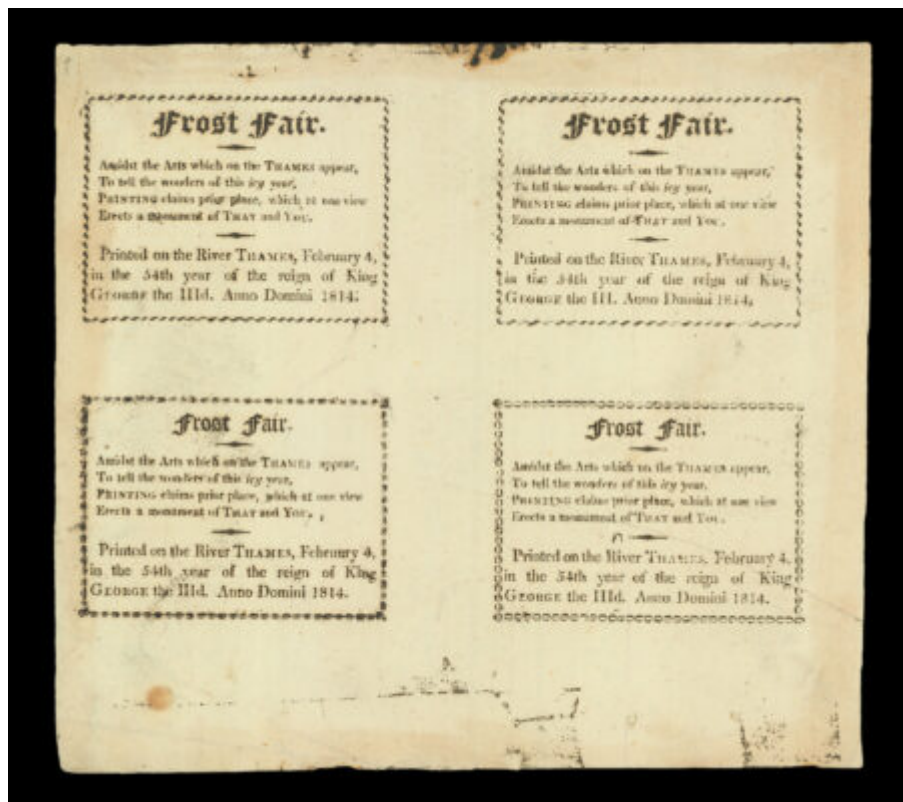 Frost Fair.
Amidst the Arts which on the THAMES appear,
To tell the wonders of this icy year,
PRINTING claims prior place, which at one view
Erects a monument of THAT and YOU.
Printed on the River THAMES, February 4,
in the 54th year of the reign of King
GEORGE the IIId. Anno Domini 1814.
Frost Fair.
Amidst the Arts which on the THAMES appear,
To tell the wonders of this icy year,
PRINTING claims prior place, which at one view
Erects a monument of THAT and YOU.
Printed on the River THAMES, February 4,
in the 54th year of the reign of King
GEORGE the III. Anno Domini 1814.
Frost Fair.
Amidst the Arts which on the THAMES appear,
To tell the wonders of this icy year,
PRINTING claims prior place, which at one view
Erects a monument of THAT and YOU.
Printed on the River THAMES, February 4,
in the 54th year of the reign of King
GEORGE the IIId. Anno Domini 1814.
Frost Fair.
Amidst the Arts which on the THAMES appear,
To tell the wonders of this icy year,
PRINTING claims prior place, which at one view
Erects a monument of THAT and YOU.
Printed on the River THAMES, February 4,
in the 54th year of the reign of King
GEORGE the IIId. Anno Domini 1814.